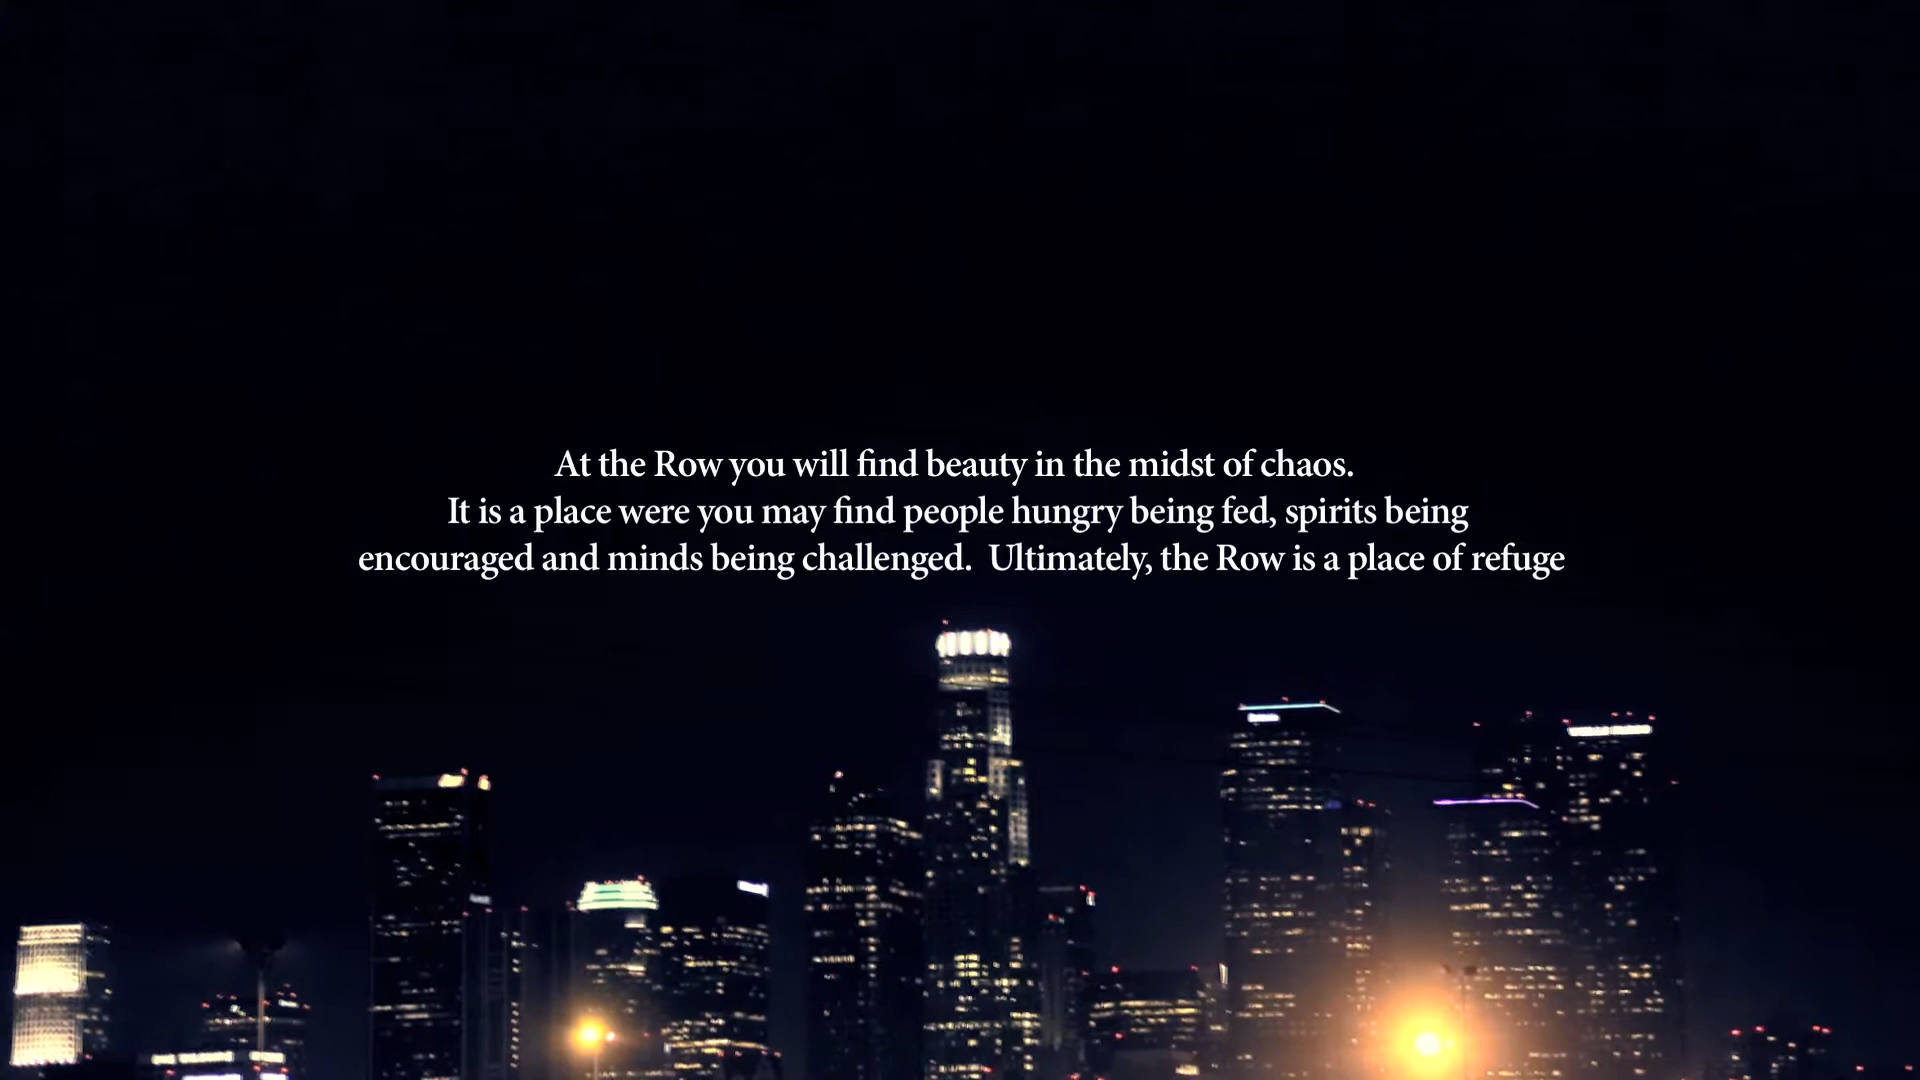 At the Row you will find beauty in the midst of chaos.
It is a place were you may find people hungry being fed, spirits being
encouraged and minds being challenged.  Ultimately, the Row is a place of refuge